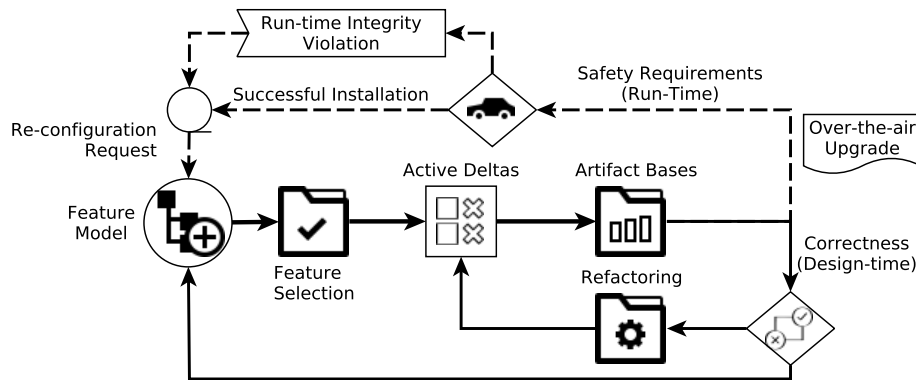 Run-time Integrity
Violation
Safety Requirements
(Run-Time)
Successful Installation
Over-the-air
Upgrade
Re-configuration
Request
Active Deltas
Artifact Bases
Feature
Model
Correctness
(Design-time)
Feature
Selection
Refactoring